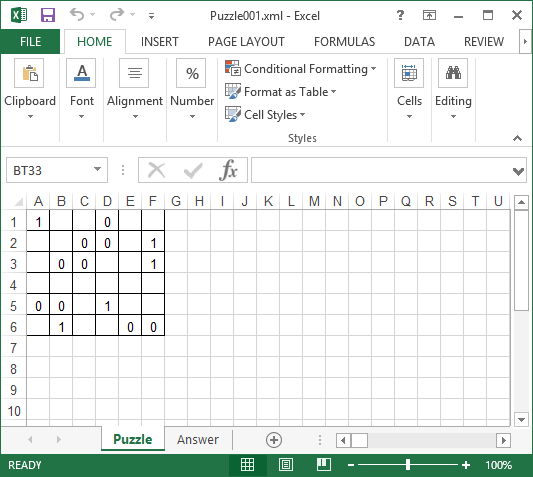 Puzzle001.xml - Excel
FILE HOME INSERT PAGE LAYOUT FORMULAS DATA REVIEW
Clipboard Font Alignment Number Conditional Formatting Format as Table Cell Styles Cells Editing
%
Styles
BT33 fx
A B C D E F G H I J K L M N O P Q R S T U
1 1 0
2 0 0 1
3 0 0 1
4
5 0 0 1
6 1 0 0
7
8
9
10
Puzzle Answer
READY 100%